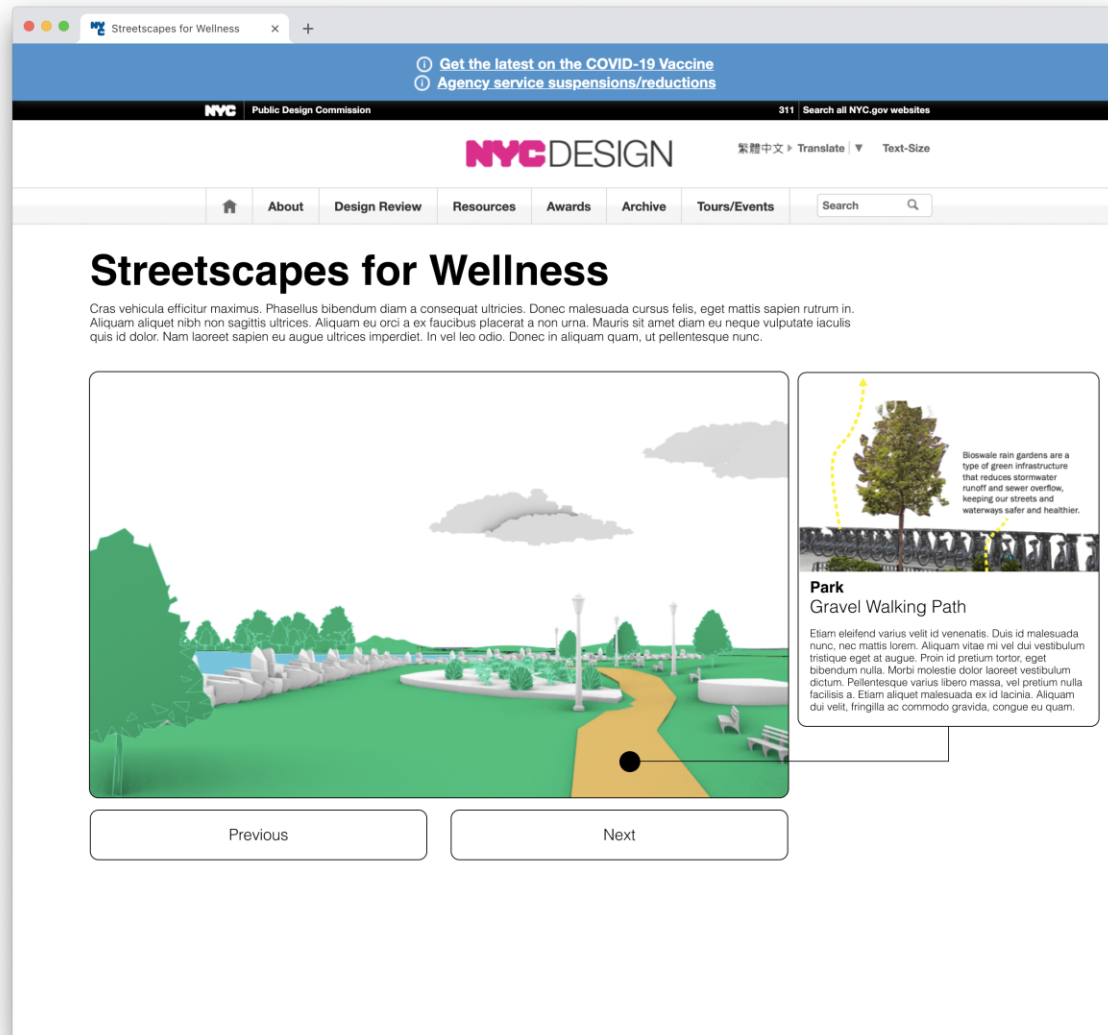 NYC Streetscapes for Wellness × +
Get the latest on the COVID-19 Vaccine
Agency service suspensions/reductions
NYC Public Design Commission 311 Search all NYC.gov websites
NYCDESIGN 繁體中文 Translate Text-Size
About Design Review Resources Awards Archive Tours/Events Search
Streetscapes for Wellness
Cras vehicula efficitur maximus. Phasellus bibendum diam a consequat ultricies. Donec malesuada cursus felis, eget mattis sapien rutrum in.
Aliquam aliquet nibh non sagittis ultrices. Aliquam eu orci a ex faucibus placerat a non urna. Mauris sit amet diam eu neque vulputate iaculis
quis id dolor. Nam laoreet sapien eu augue ultrices imperdiet. In vel leo odio. Donec in aliquam quam, ut pellentesque nunc.
Bioswale rain gardens are a
type of green infrastructure
that reduces stormwater
runoff and sewer overflow,
keeping our streets and
waterways safer and healthier.
Park
Gravel Walking Path
Etiam eleifend varius velit id venenatis. Duis id malesuada
nunc, nec mattis lorem. Aliquam vitae mi vel dui vestibulum
tristique eget at augue. Proin id pretium tortor, eget
bibendum nulla. Morbi molestie dolor laoreet vestibulum
dictum. Pellentesque varius libero massa, vel pretium nulla
facilisis a. Etiam aliquet malesuada ex id lacinia. Aliquam
dui velit, fringilla ac commodo gravida, congue eu quam.
Previous Next